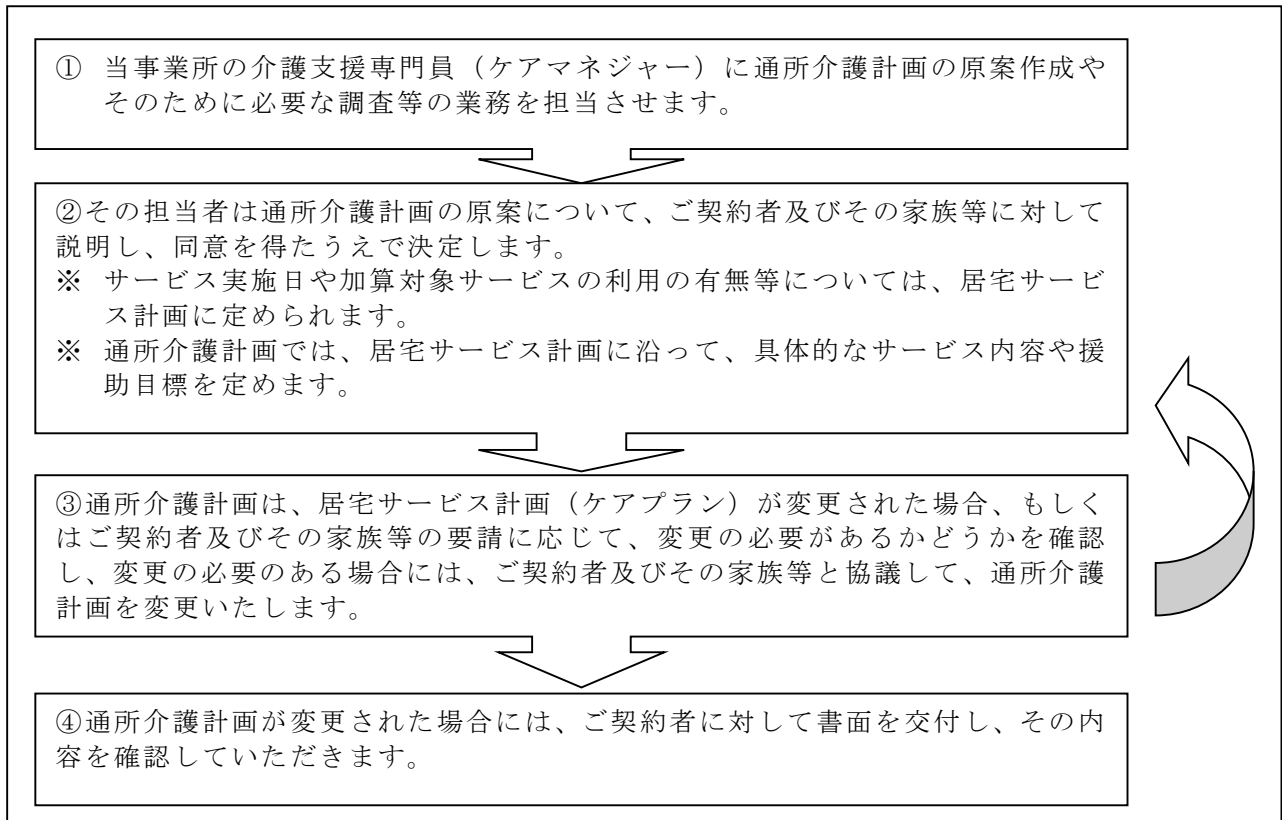 ① 当事業所の介護支援専門員（ケアマネジャー）に通所介護計画の原案作成や
そのために必要な調査等の業務を担当させます。
②その担当者は通所介護計画の原案について、ご契約者及びその家族等に対して
説明し、同意を得たうえで決定します。
※ サービス実施日や加算対象サービスの利用の有無等については、居宅サービ
ス計画に定められます。
※ 通所介護計画では、居宅サービス計画に沿って、具体的なサービス内容や援
助目標を定めます。
③通所介護計画は、居宅サービス計画（ケアプラン）が変更された場合、もしく
はご契約者及びその家族等の要請に応じて、変更の必要があるかどうかを確認
し、変更の必要のある場合には、ご契約者及びその家族等と協議して、通所介護
計画を変更いたします。
④通所介護計画が変更された場合には、ご契約者に対して書面を交付し、その内
容を確認していただきます。